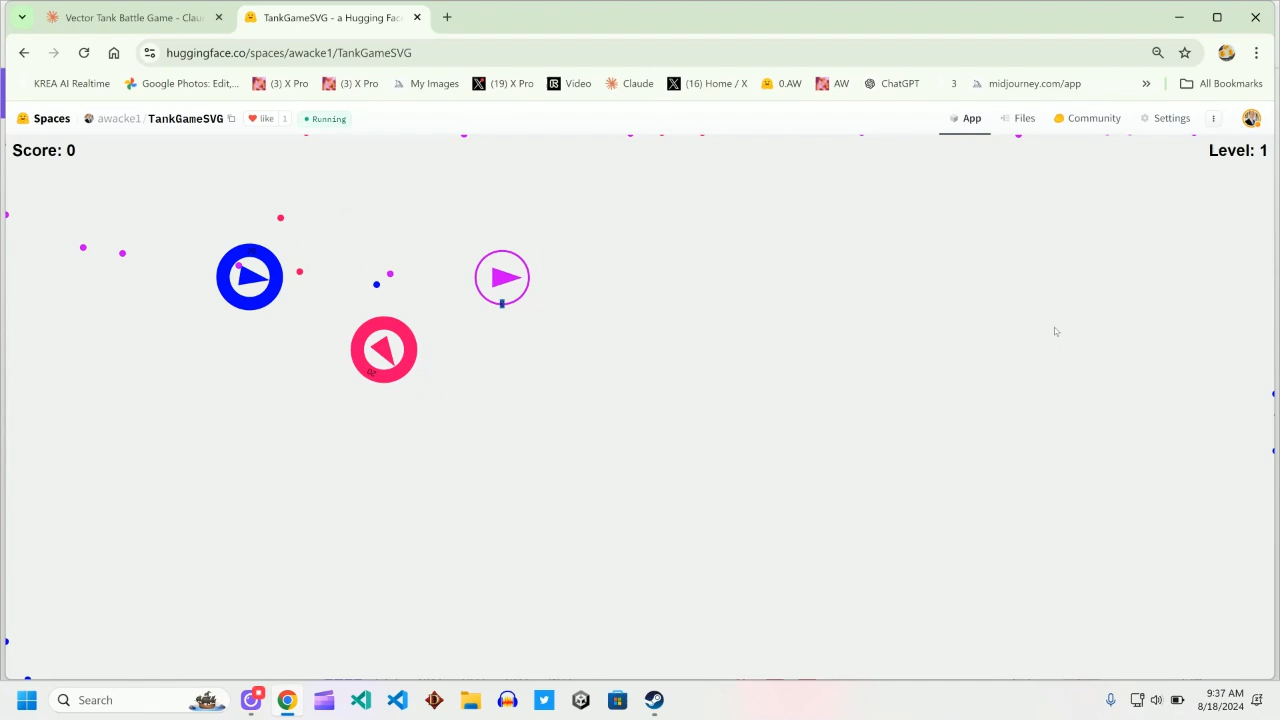 Vector Tank Battle Game - Clau
TankGameSVG - a Hugging Fac
huggingface.co/spaces/awacke1/TankGameSVG
KREA AI Realtime
Google Photos: Edit,...
(3) X Pro
(3) X Pro
My Images
(19) X Pro
Video
Claude
(16) Home / X
0.AW
AW
ChatGPT
3
midjourney.com/app
All Bookmarks
Spaces
awacke1/TankGameSVG
like
1
Running
App
Files
Community
Settings
Score: 0
Level: 1
Search
9:37 AM
8/18/2024